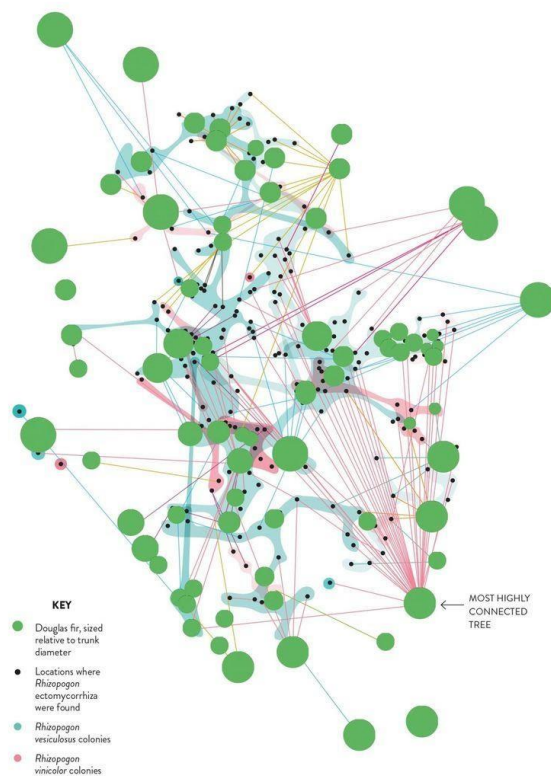 MOST HIGHLY
CONNECTED
TREE
KEY
Douglas fir, sized
relative to trunk
diameter
Locations where
Rhizopogon
ectomycorrhiza
were found
Rhizopogon
vesiculosus colonies
Rhizopogon
vinicolor colonies